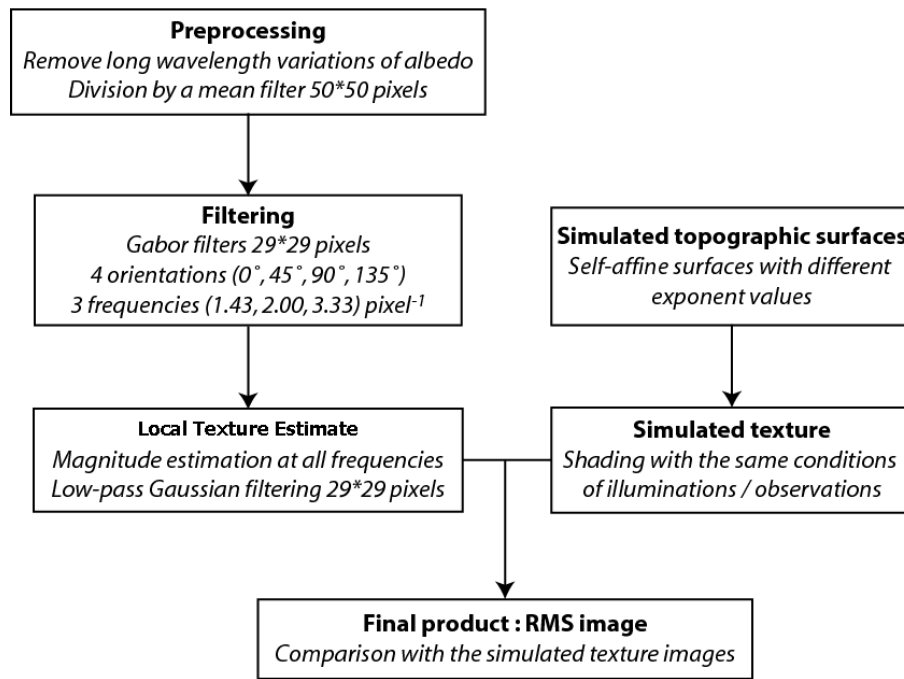 Preprocessing
Remove long wavelength variations of albedo
Division by a mean filter 50*50 pixels
Filtering
Gabor filters 29*29 pixels
4 orientations (0˚, 45˚, 90˚, 135˚)
3 frequencies (1.43, 2.00, 3.33) pixel⁻¹
Simulated topographic surfaces
Self-affine surfaces with different
exponent values
Local Texture Estimate
Magnitude estimation at all frequencies
Low-pass Gaussian filtering 29*29 pixels
Simulated texture
Shading with the same conditions
of illuminations / observations
Final product : RMS image
Comparison with the simulated texture images